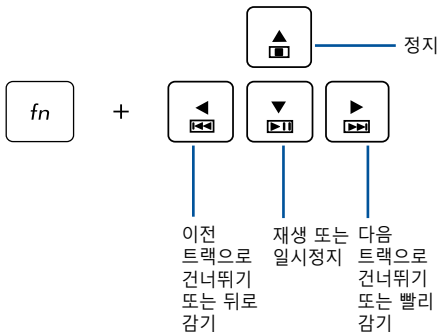 정지
fn
+
이전
트랙으로
건너뛰기
또는 뒤로
감기
재생 또는
일시정지
다음
트랙으로
건너뛰기
또는 빨리
감기